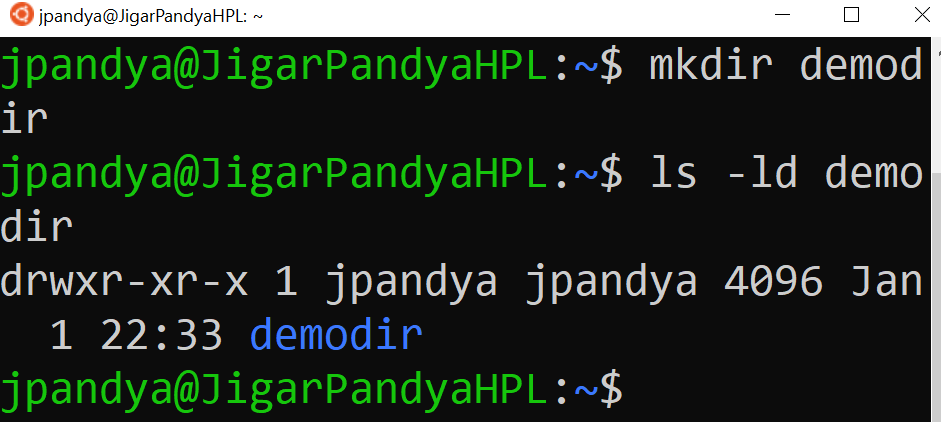 jpandya@JigarPandyaHPL: ~
jpandya@JigarPandyaHPL:~$ mkdir demod
ir
jpandya@JigarPandyaHPL:~$ ls -ld demo
dir
drwxr-xr-x 1 jpandya jpandya 4096 Jan
  1 22:33 demodir
jpandya@JigarPandyaHPL:~$